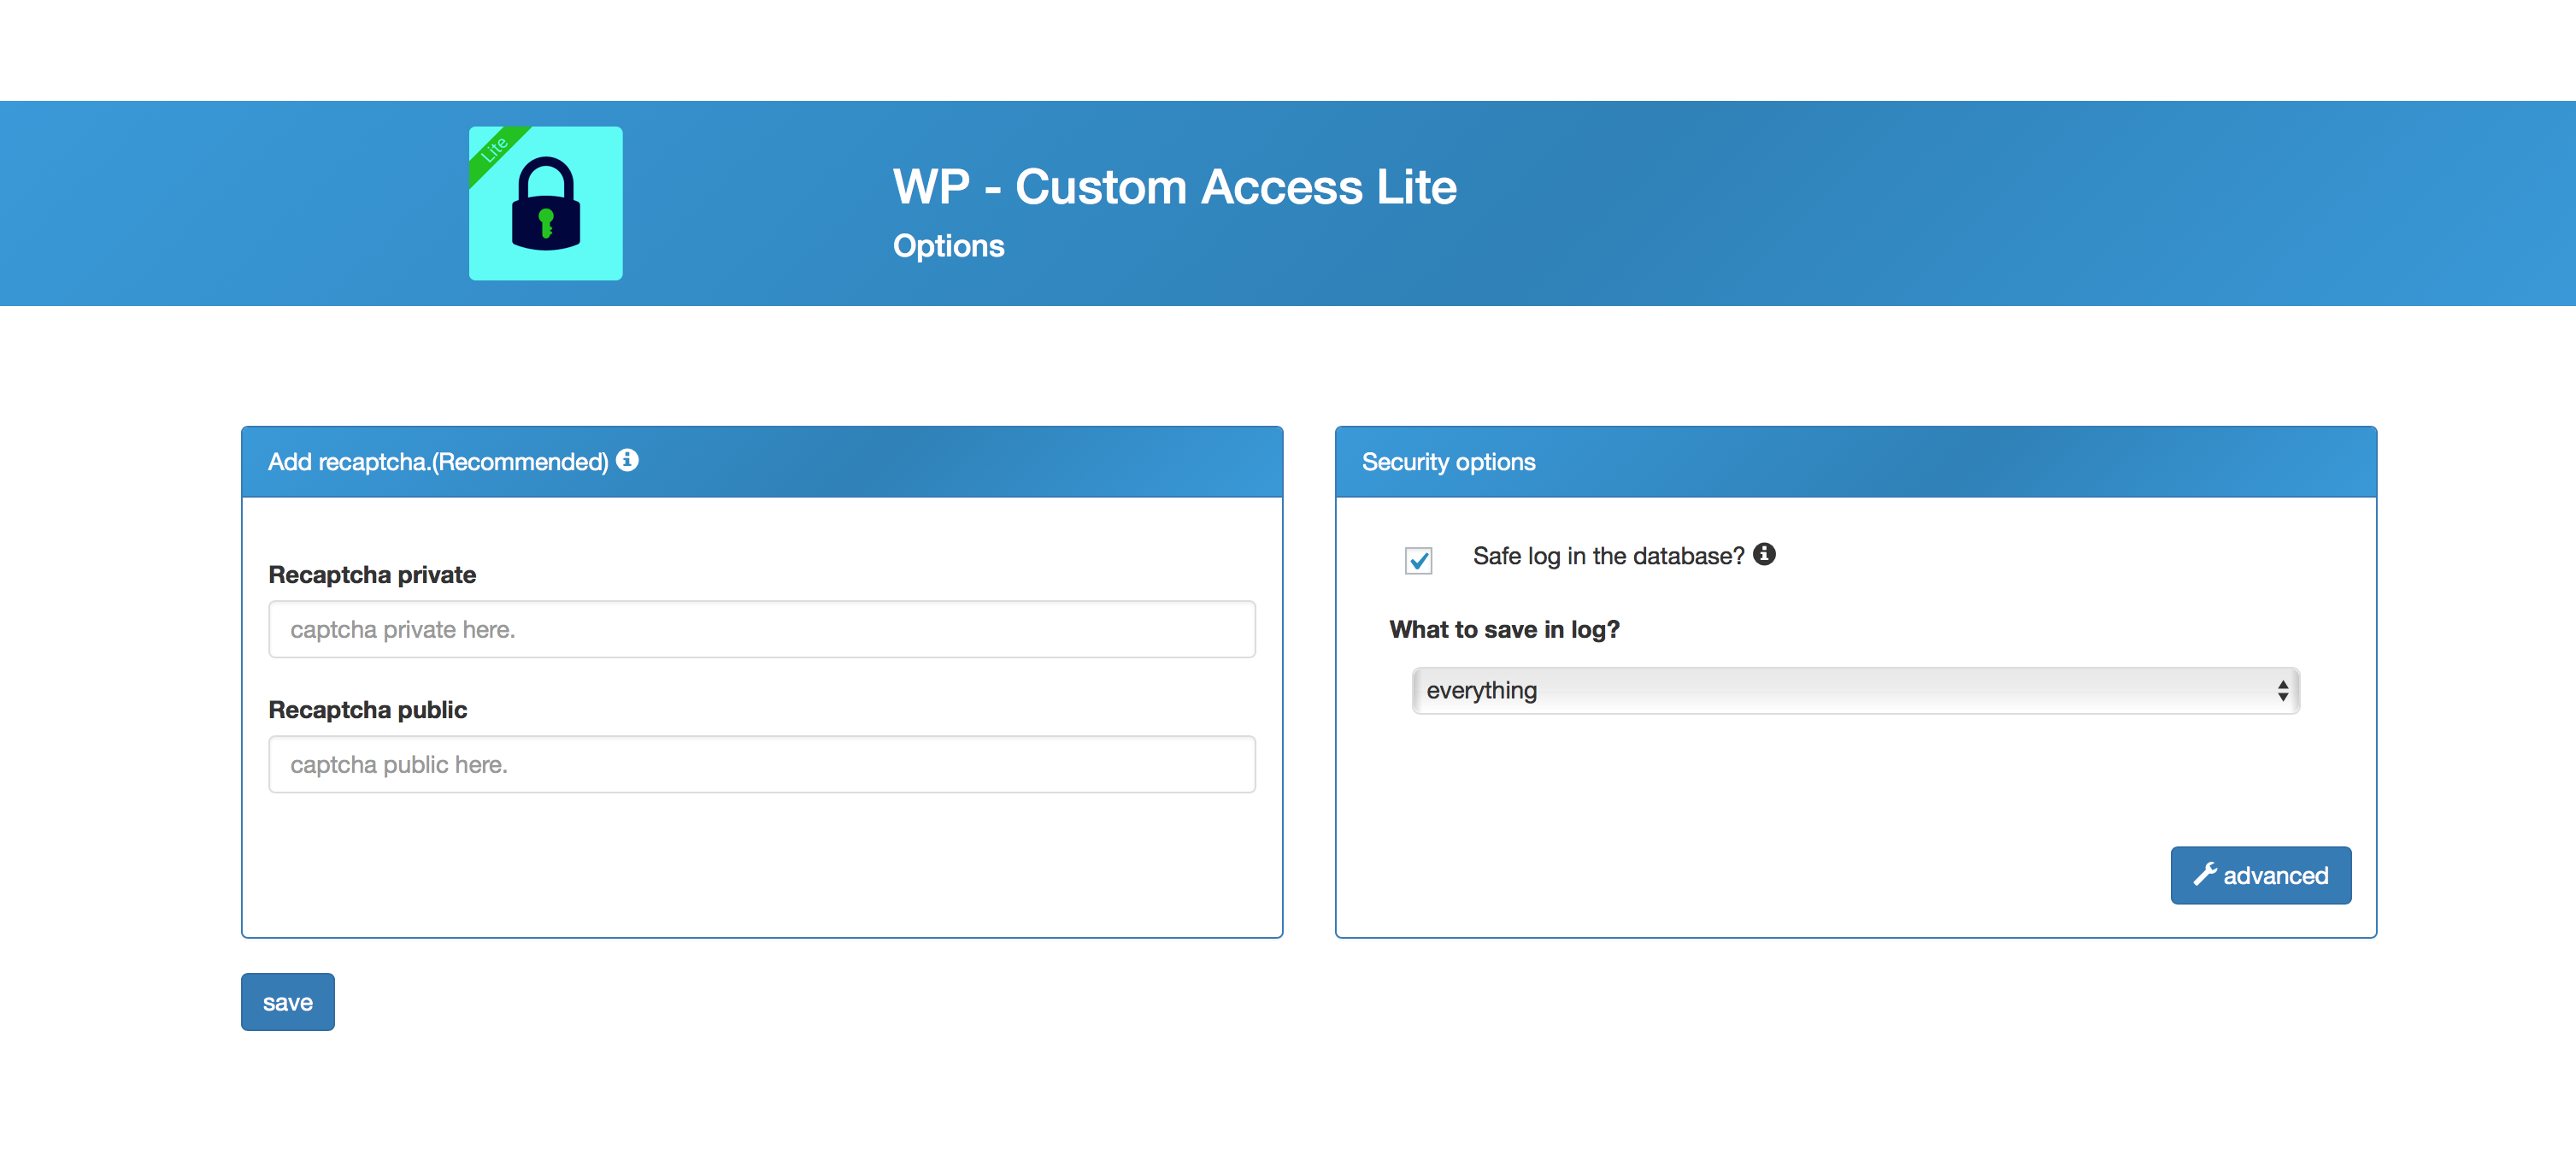 Lite
WP - Custom Access Lite
Options
Add recaptcha.(Recommended)
Recaptcha private
captcha private here.
Recaptcha public
captcha public here.
Security options
Safe log in the database?
What to save in log?
everything
advanced
save